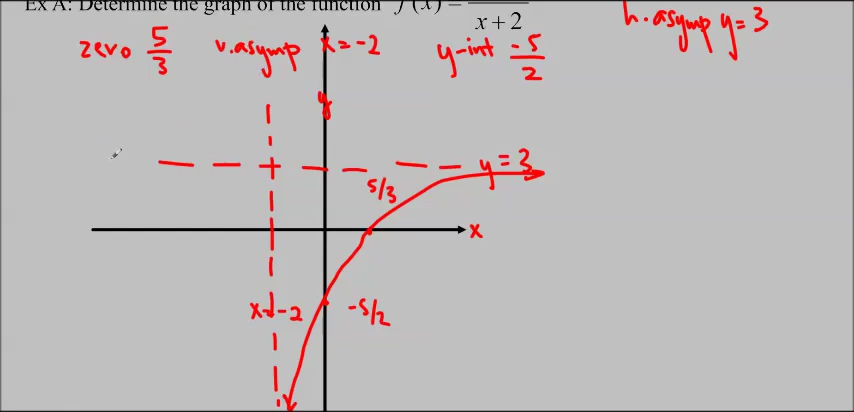 Ex A: Determine the graph of the function f(x) =
x + 2
h. asymp y = 3
zero 5/3 v. asymp x = -2 y-int -5/2
y
y = 3
5/3
x
x = -2 -5/2